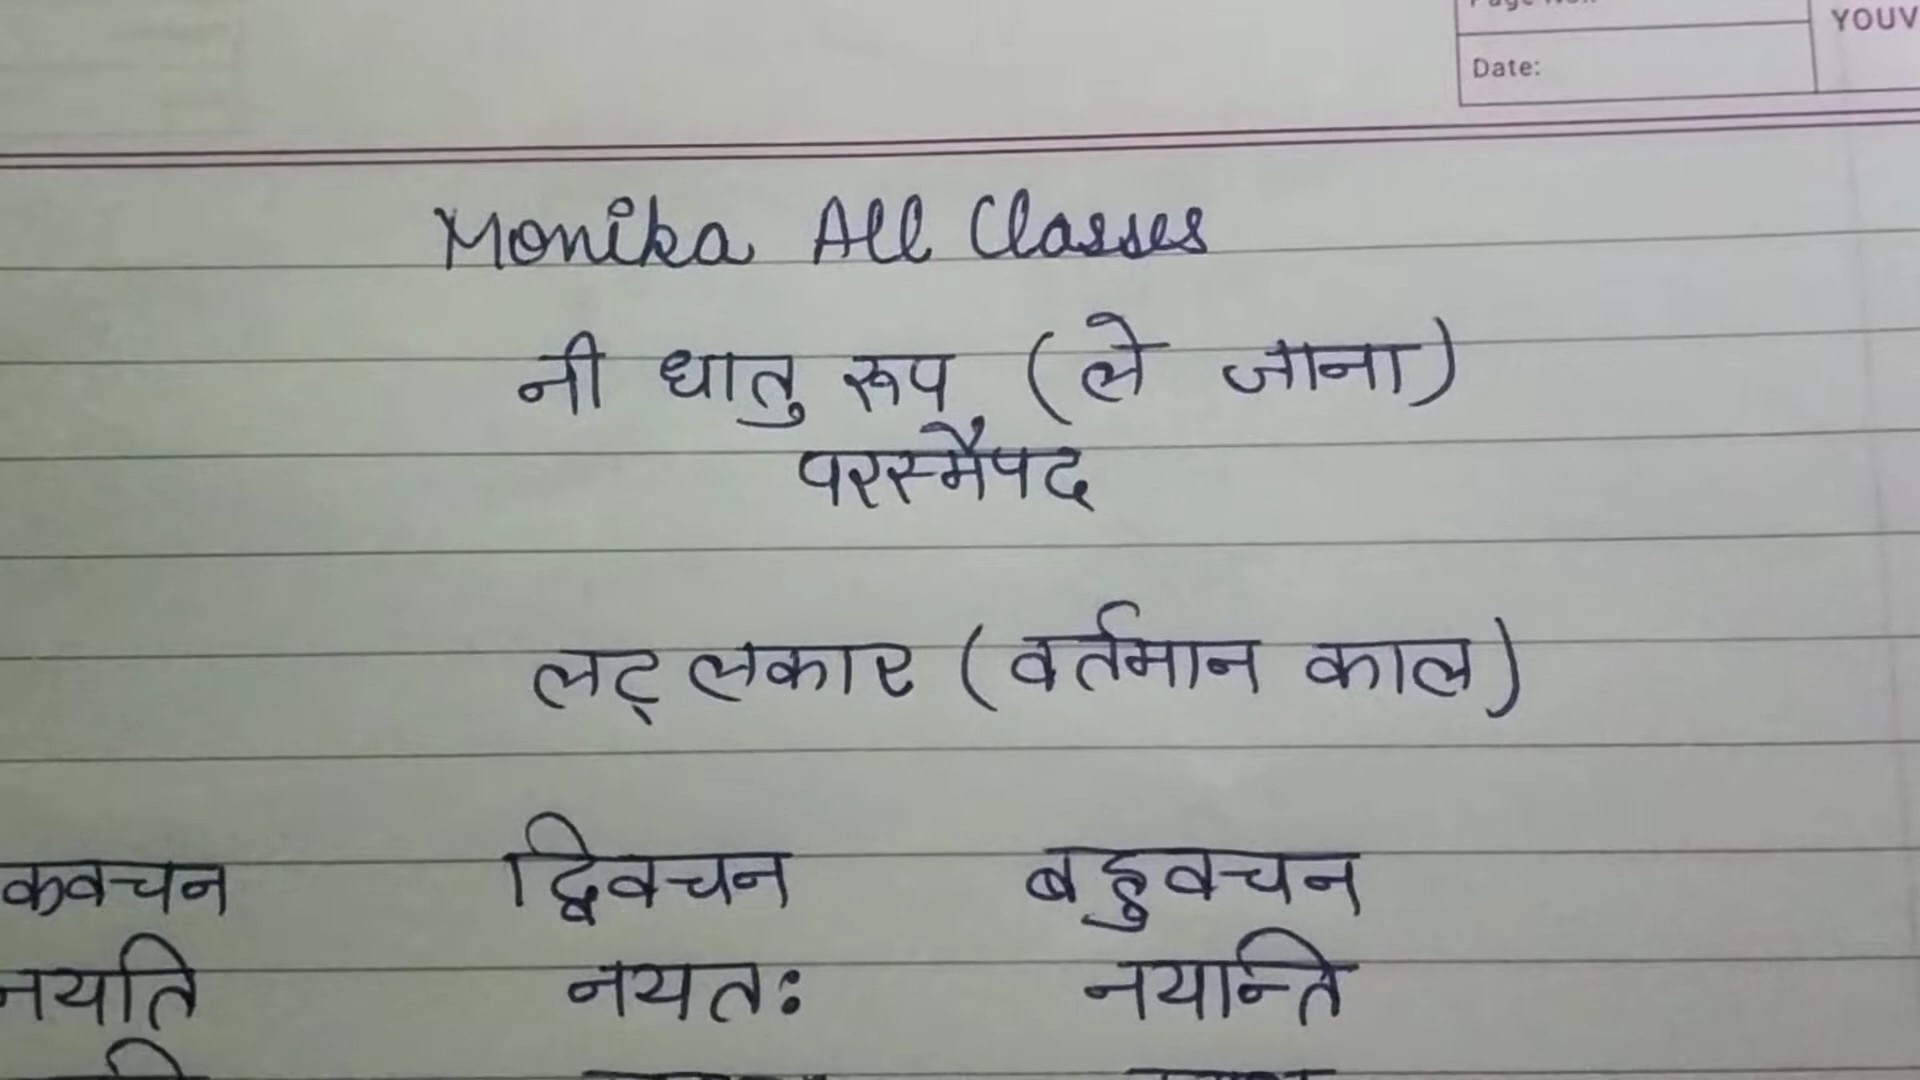 Date:
YOUV
Monika All Classes
नी धातु रूप (ले जाना)
परस्मैपद
लट् लकार (वर्तमान काल)
कवचन द्विवचन बहुवचन
नयति नयतः नयन्ति